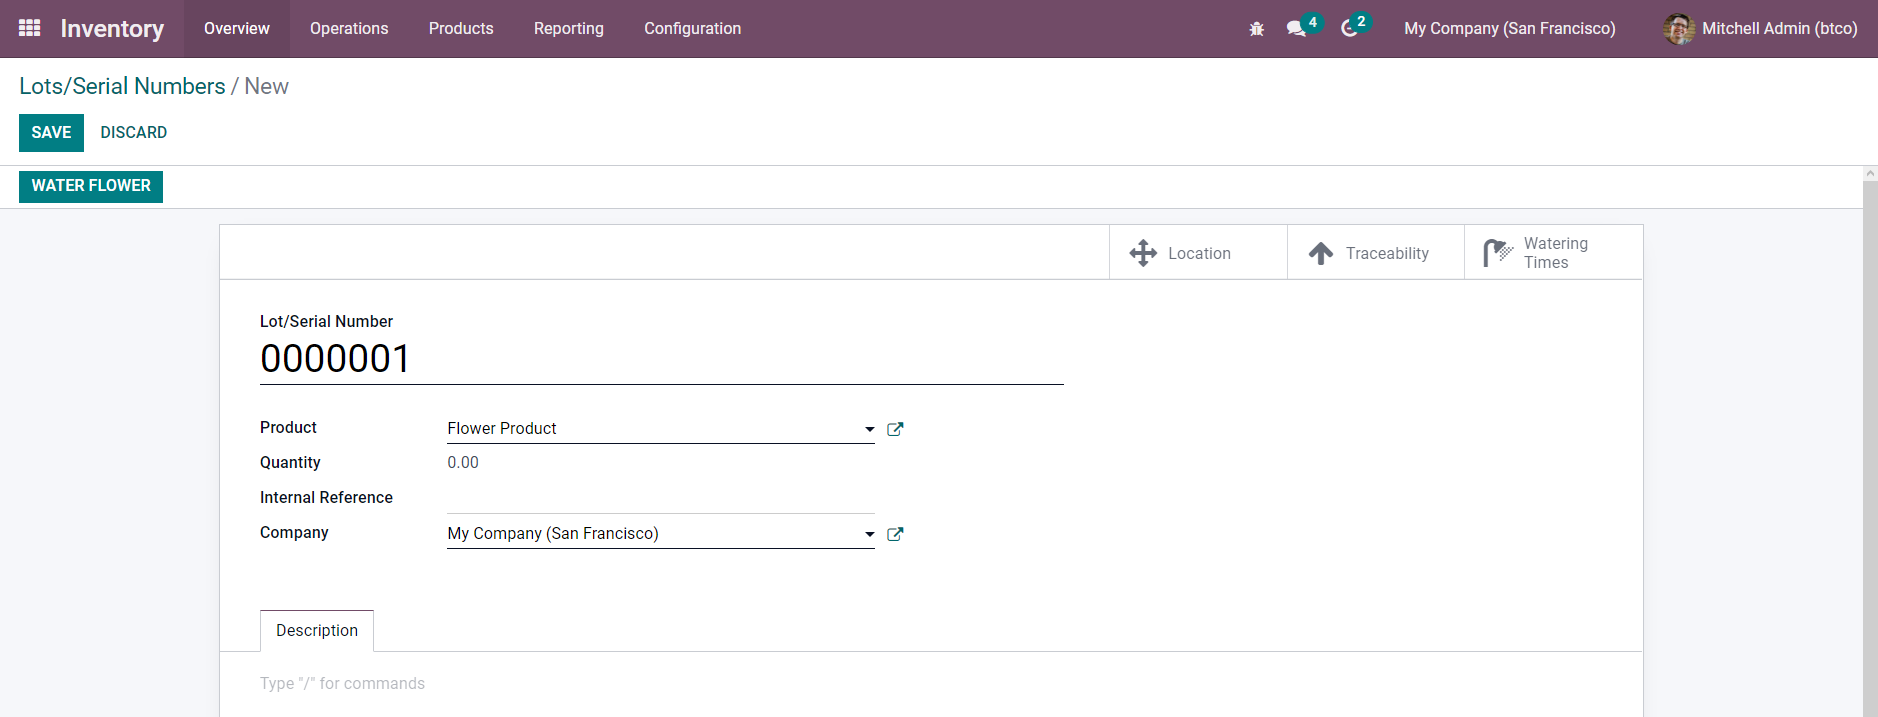 Inventory Overview Operations Products Reporting Configuration 4 2 My Company (San Francisco) Mitchell Admin (btco)
Lots/Serial Numbers / New
SAVE DISCARD
WATER FLOWER
Location Traceability Watering
Times
Lot/Serial Number
0000001
Product Flower Product
Quantity 0.00
Internal Reference
Company My Company (San Francisco)
Description
Type "/" for commands